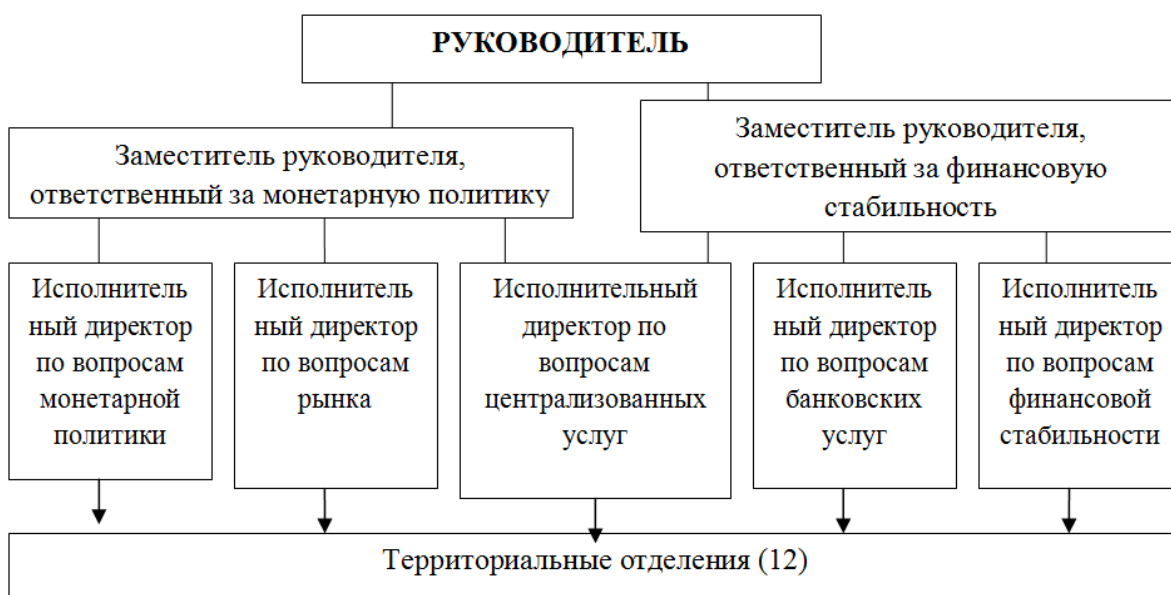 РУКОВОДИТЕЛЬ
Заместитель руководителя,
ответственный за монетарную политику
Заместитель руководителя,
ответственный за финансовую
стабильность
Исполнитель
ный директор
по вопросам
монетарной
политики
Исполнитель
ный директор
по вопросам
рынка
Исполнительный
директор по
вопросам
централизованных
услуг
Исполнитель
ный директор
по вопросам
банковских
услуг
Исполнитель
ный директор
по вопросам
финансовой
стабильности
Территориальные отделения (12)